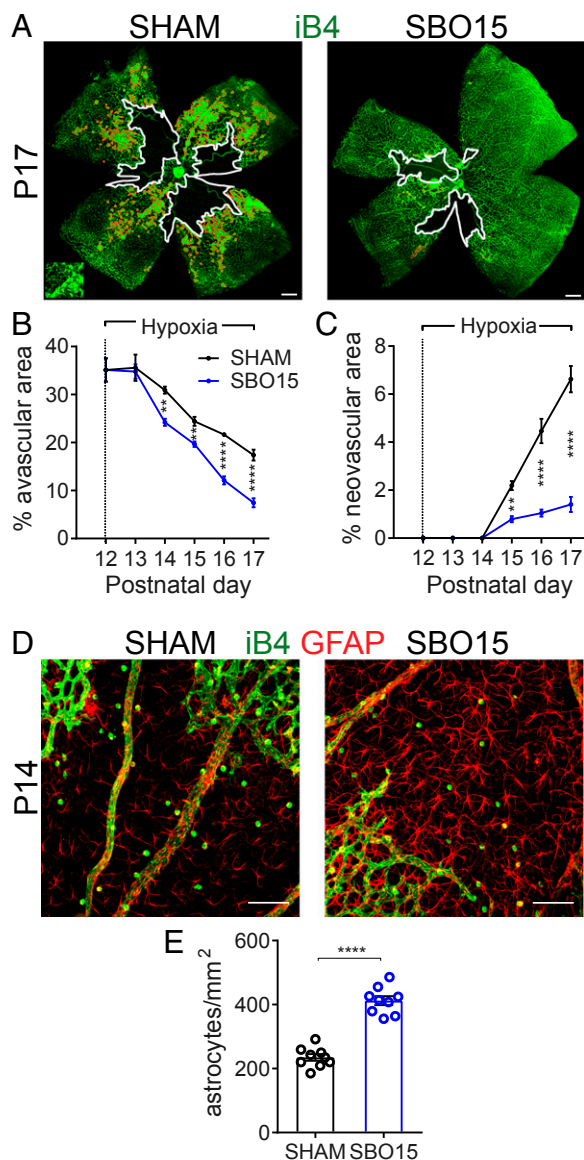 A SHAM iB4 SBO15
P17
B Hypoxia
SHAM
SBO15
% avascular area
40
30
20
10
0
**
***
****
****
12 13 14 15 16 17
Postnatal day
C Hypoxia
% neovascular area
8
6
4
2
0
**
****
****
12 13 14 15 16 17
Postnatal day
D SHAM iB4 GFAP SBO15
P14
E
astrocytes/mm²
600
400
200
0
****
SHAM SBO15